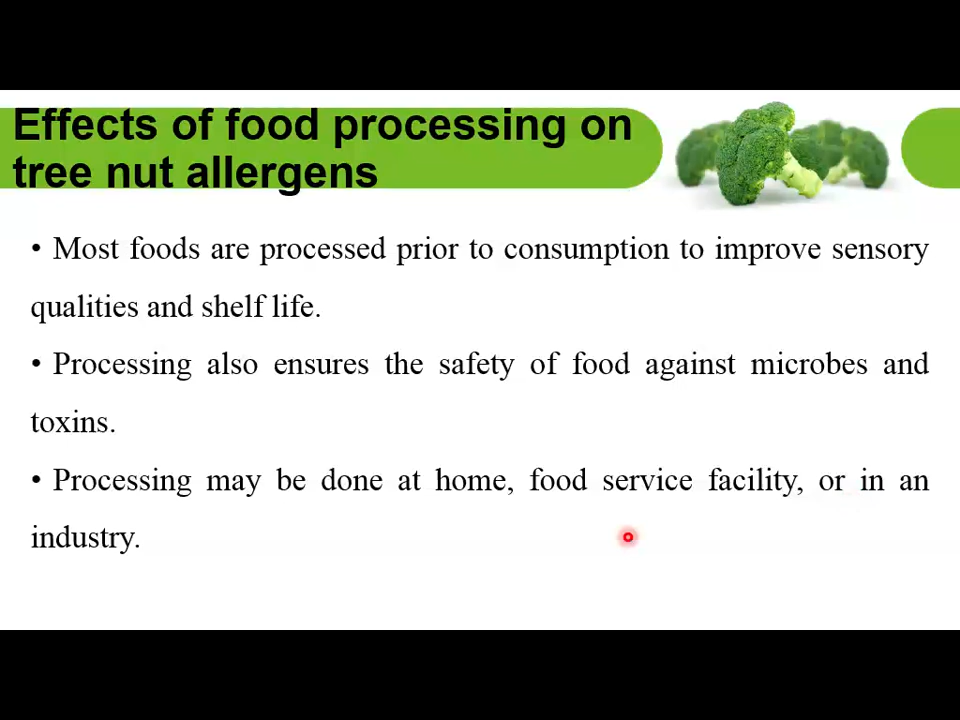 Effects of food processing on
tree nut allergens
• Most foods are processed prior to consumption to improve sensory
qualities and shelf life.
• Processing also ensures the safety of food against microbes and
toxins.
• Processing may be done at home, food service facility, or in an
industry.